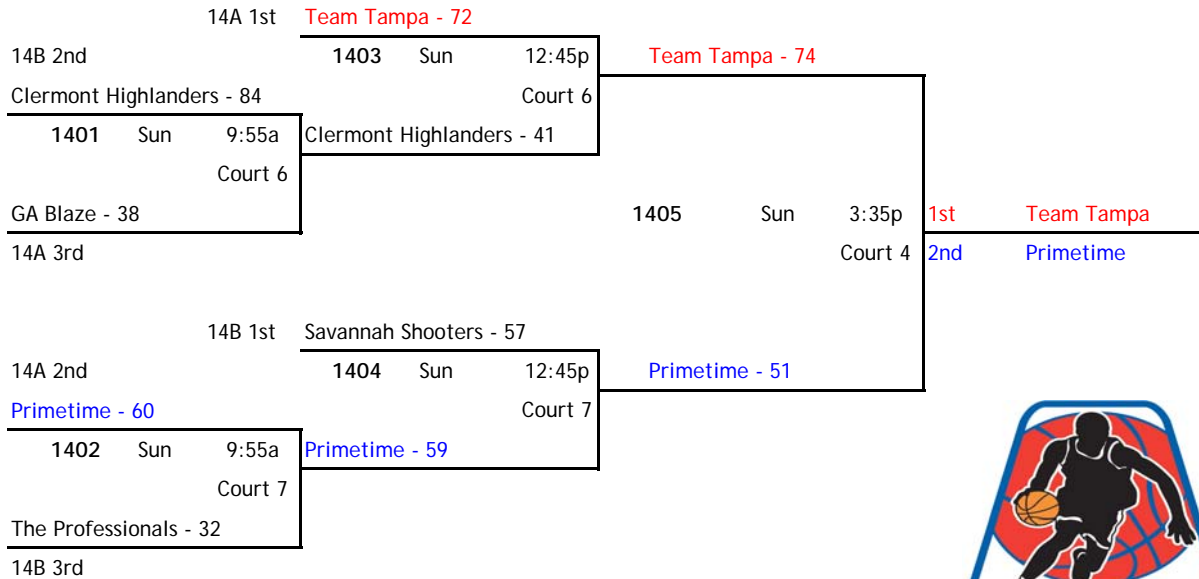 14A 1st Team Tampa - 72
14B 2nd 1403 Sun 12:45p Team Tampa - 74
Clermont Highlanders - 84 Court 6
1401 Sun 9:55a Clermont Highlanders - 41
Court 6
GA Blaze - 38 1405 Sun 3:35p 1st Team Tampa
14A 3rd Court 4 2nd Primetime
14B 1st Savannah Shooters - 57
14A 2nd 1404 Sun 12:45p Primetime - 51
Primetime - 60 Court 7
1402 Sun 9:55a Primetime - 59
Court 7
The Professionals - 32
14B 3rd